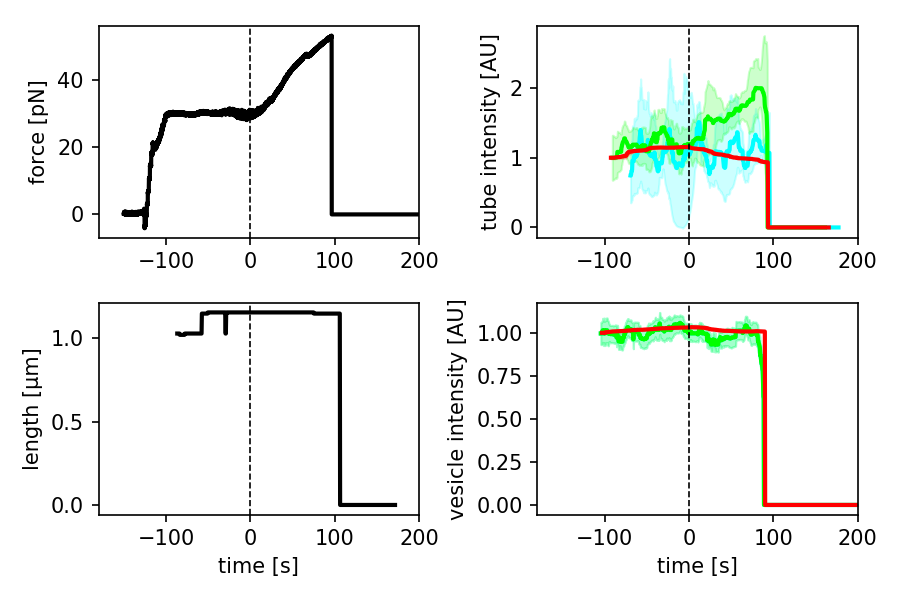 force [pN]
40
20
0
−100 0 100 200
tube intensity [AU]
2
1
0
−100 0 100 200
length [µm]
1.0
0.5
0.0
−100 0 100 200
time [s]
vesicle intensity [AU]
1.00
0.75
0.50
0.25
0.00
−100 0 100 200
time [s]